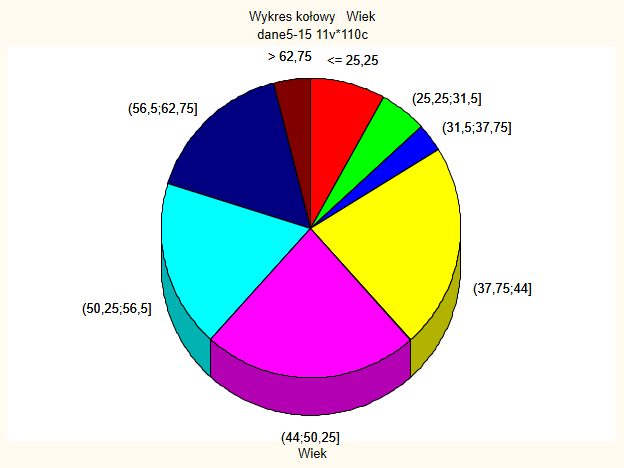 Wykres kołowy   Wiek
dane5-15 11v*110c
> 62,75
<= 25,25
(56,5;62,75]
(25,25;31,5]
(31,5;37,75]
(37,75;44]
(50,25;56,5]
(44;50,25]
Wiek